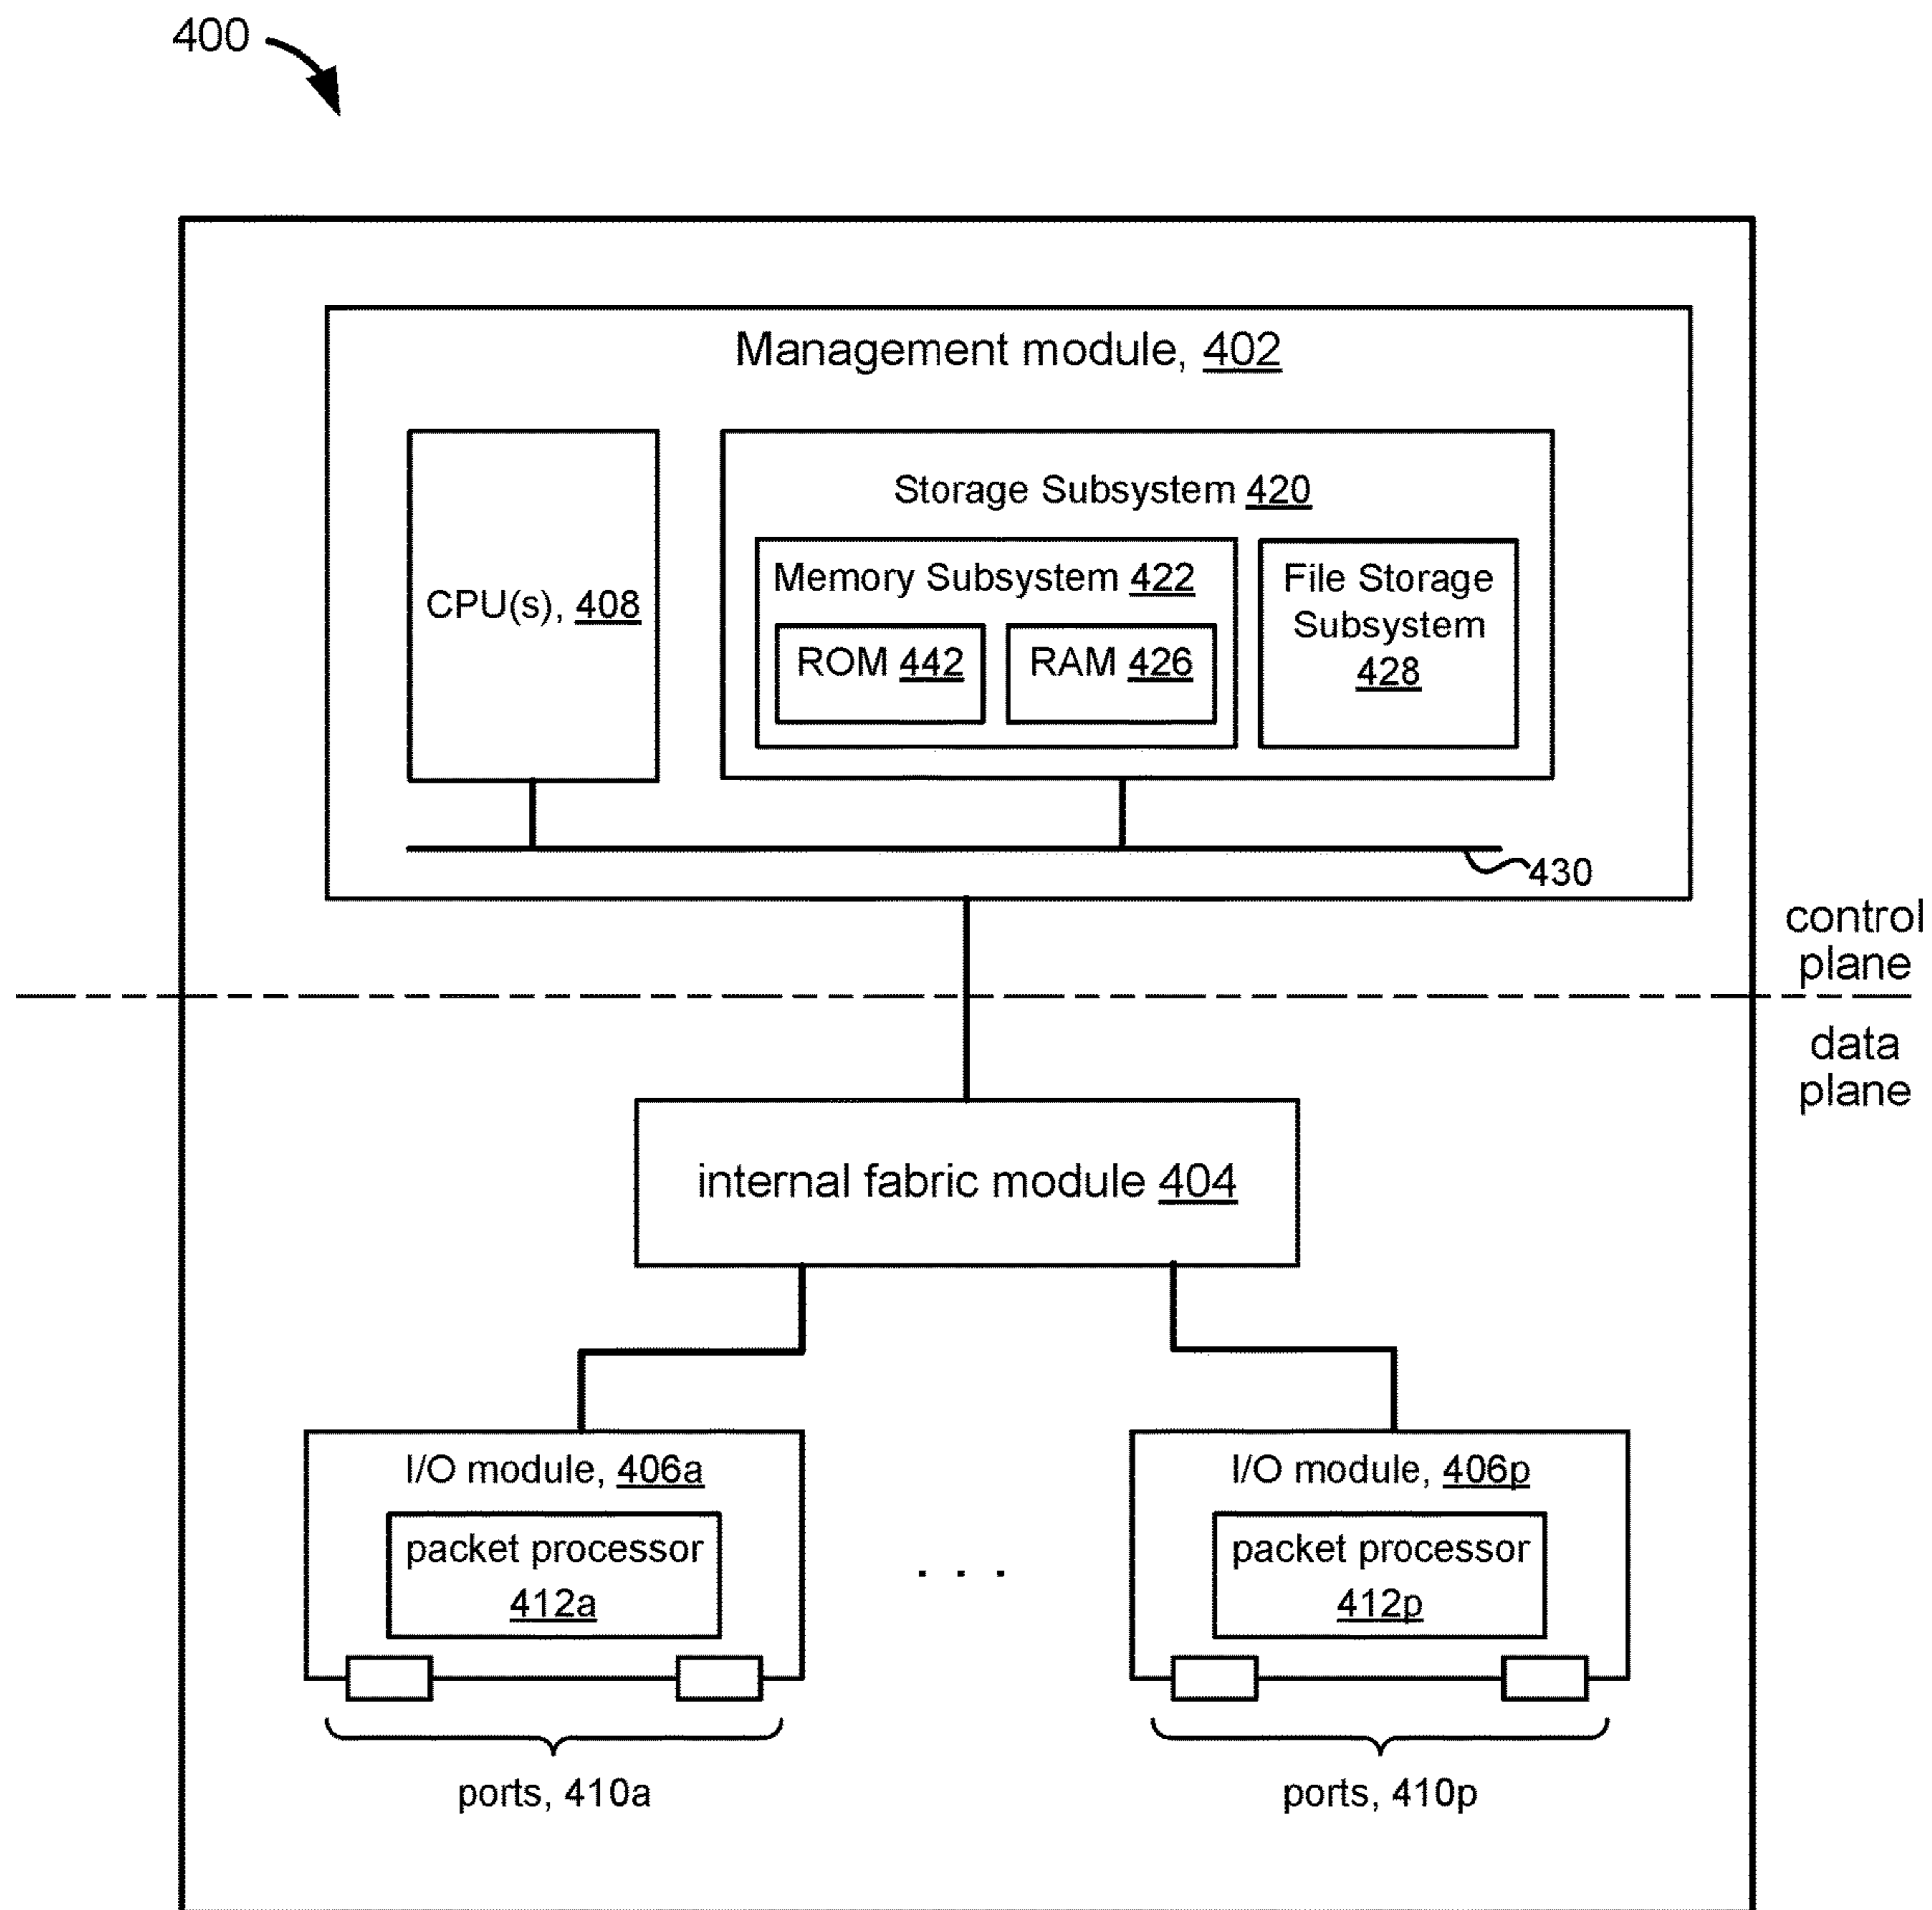 400
Management module, 402
Storage Subsystem 420
CPU(s), 408
Memory Subsystem 422
ROM 442
RAM 426
File Storage
Subsystem
428
430
control
plane
data
plane
internal fabric module 404
I/O module, 406a
packet processor
412a
. . .
I/O module, 406p
packet processor
412p
ports, 410a
ports, 410p